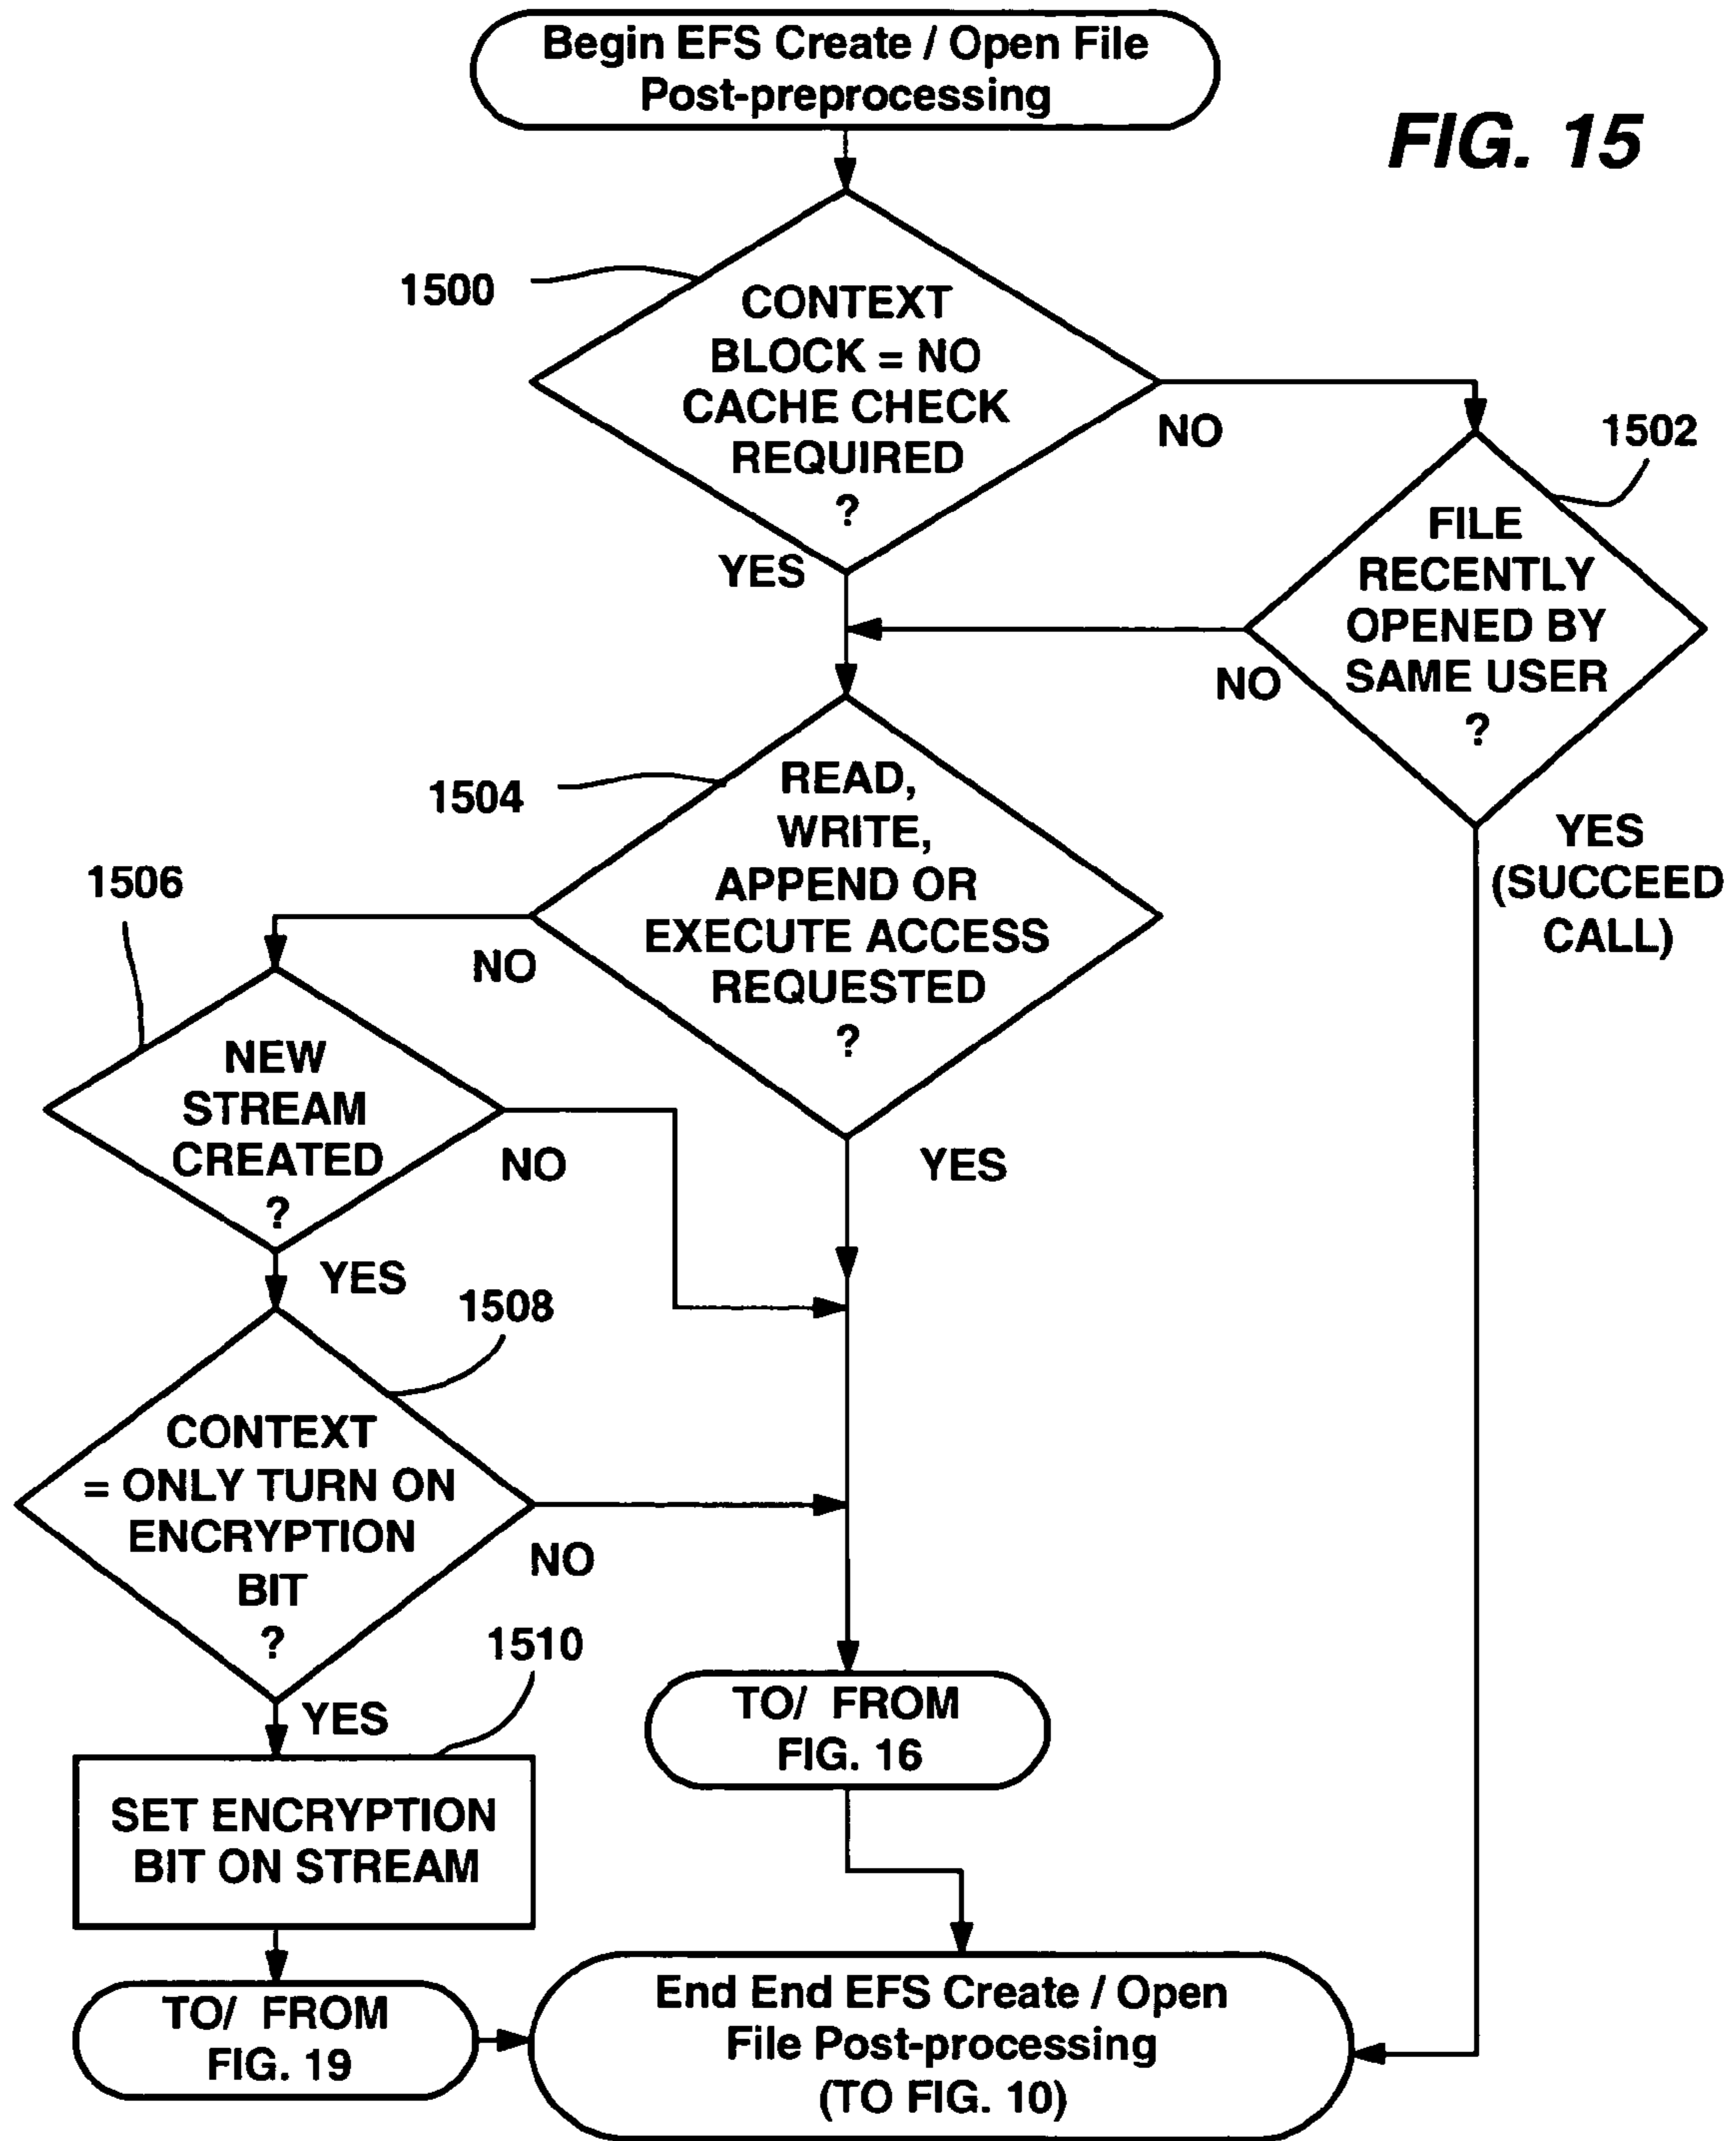 Begin EFS Create / Open File
Post-preprocessing
FIG. 15
1500
CONTEXT
BLOCK = NO
CACHE CHECK
REQUIRED
?
NO
YES
1502
FILE
RECENTLY
OPENED BY
SAME USER
?
NO
YES
(SUCCEED
CALL)
1504
READ,
WRITE,
APPEND OR
EXECUTE ACCESS
REQUESTED
?
NO
YES
1506
NEW
STREAM
CREATED
?
NO
YES
1508
CONTEXT
= ONLY TURN ON
ENCRYPTION
BIT
?
NO
YES
1510
SET ENCRYPTION
BIT ON STREAM
TO/ FROM
FIG. 16
TO/ FROM
FIG. 19
End End EFS Create / Open
File Post-processing
(TO FIG. 10)